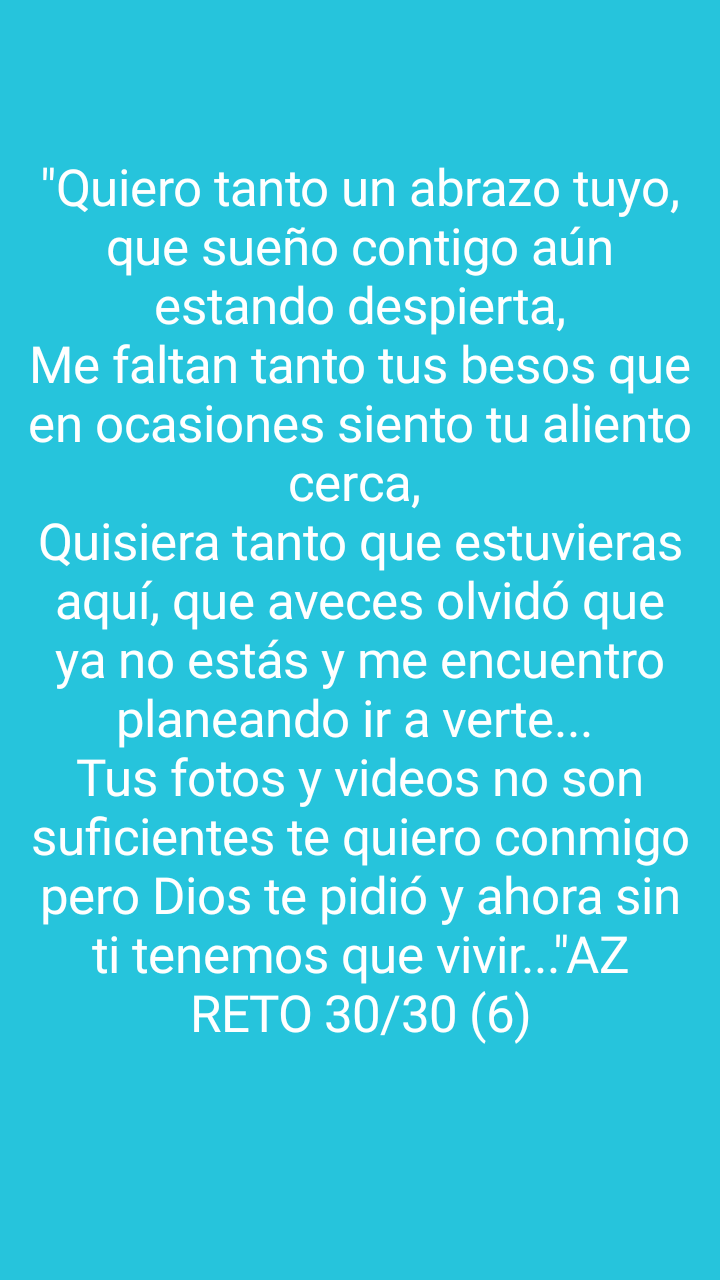 "Quiero tanto un abrazo tuyo,
que sueño contigo aún
estando despierta,
Me faltan tanto tus besos que
en ocasiones siento tu aliento
cerca,
Quisiera tanto que estuvieras
aquí, que aveces olvidó que
ya no estás y me encuentro
planeando ir a verte...
Tus fotos y videos no son
suficientes te quiero conmigo
pero Dios te pidió y ahora sin
ti tenemos que vivir..."AZ
RETO 30/30 (6)